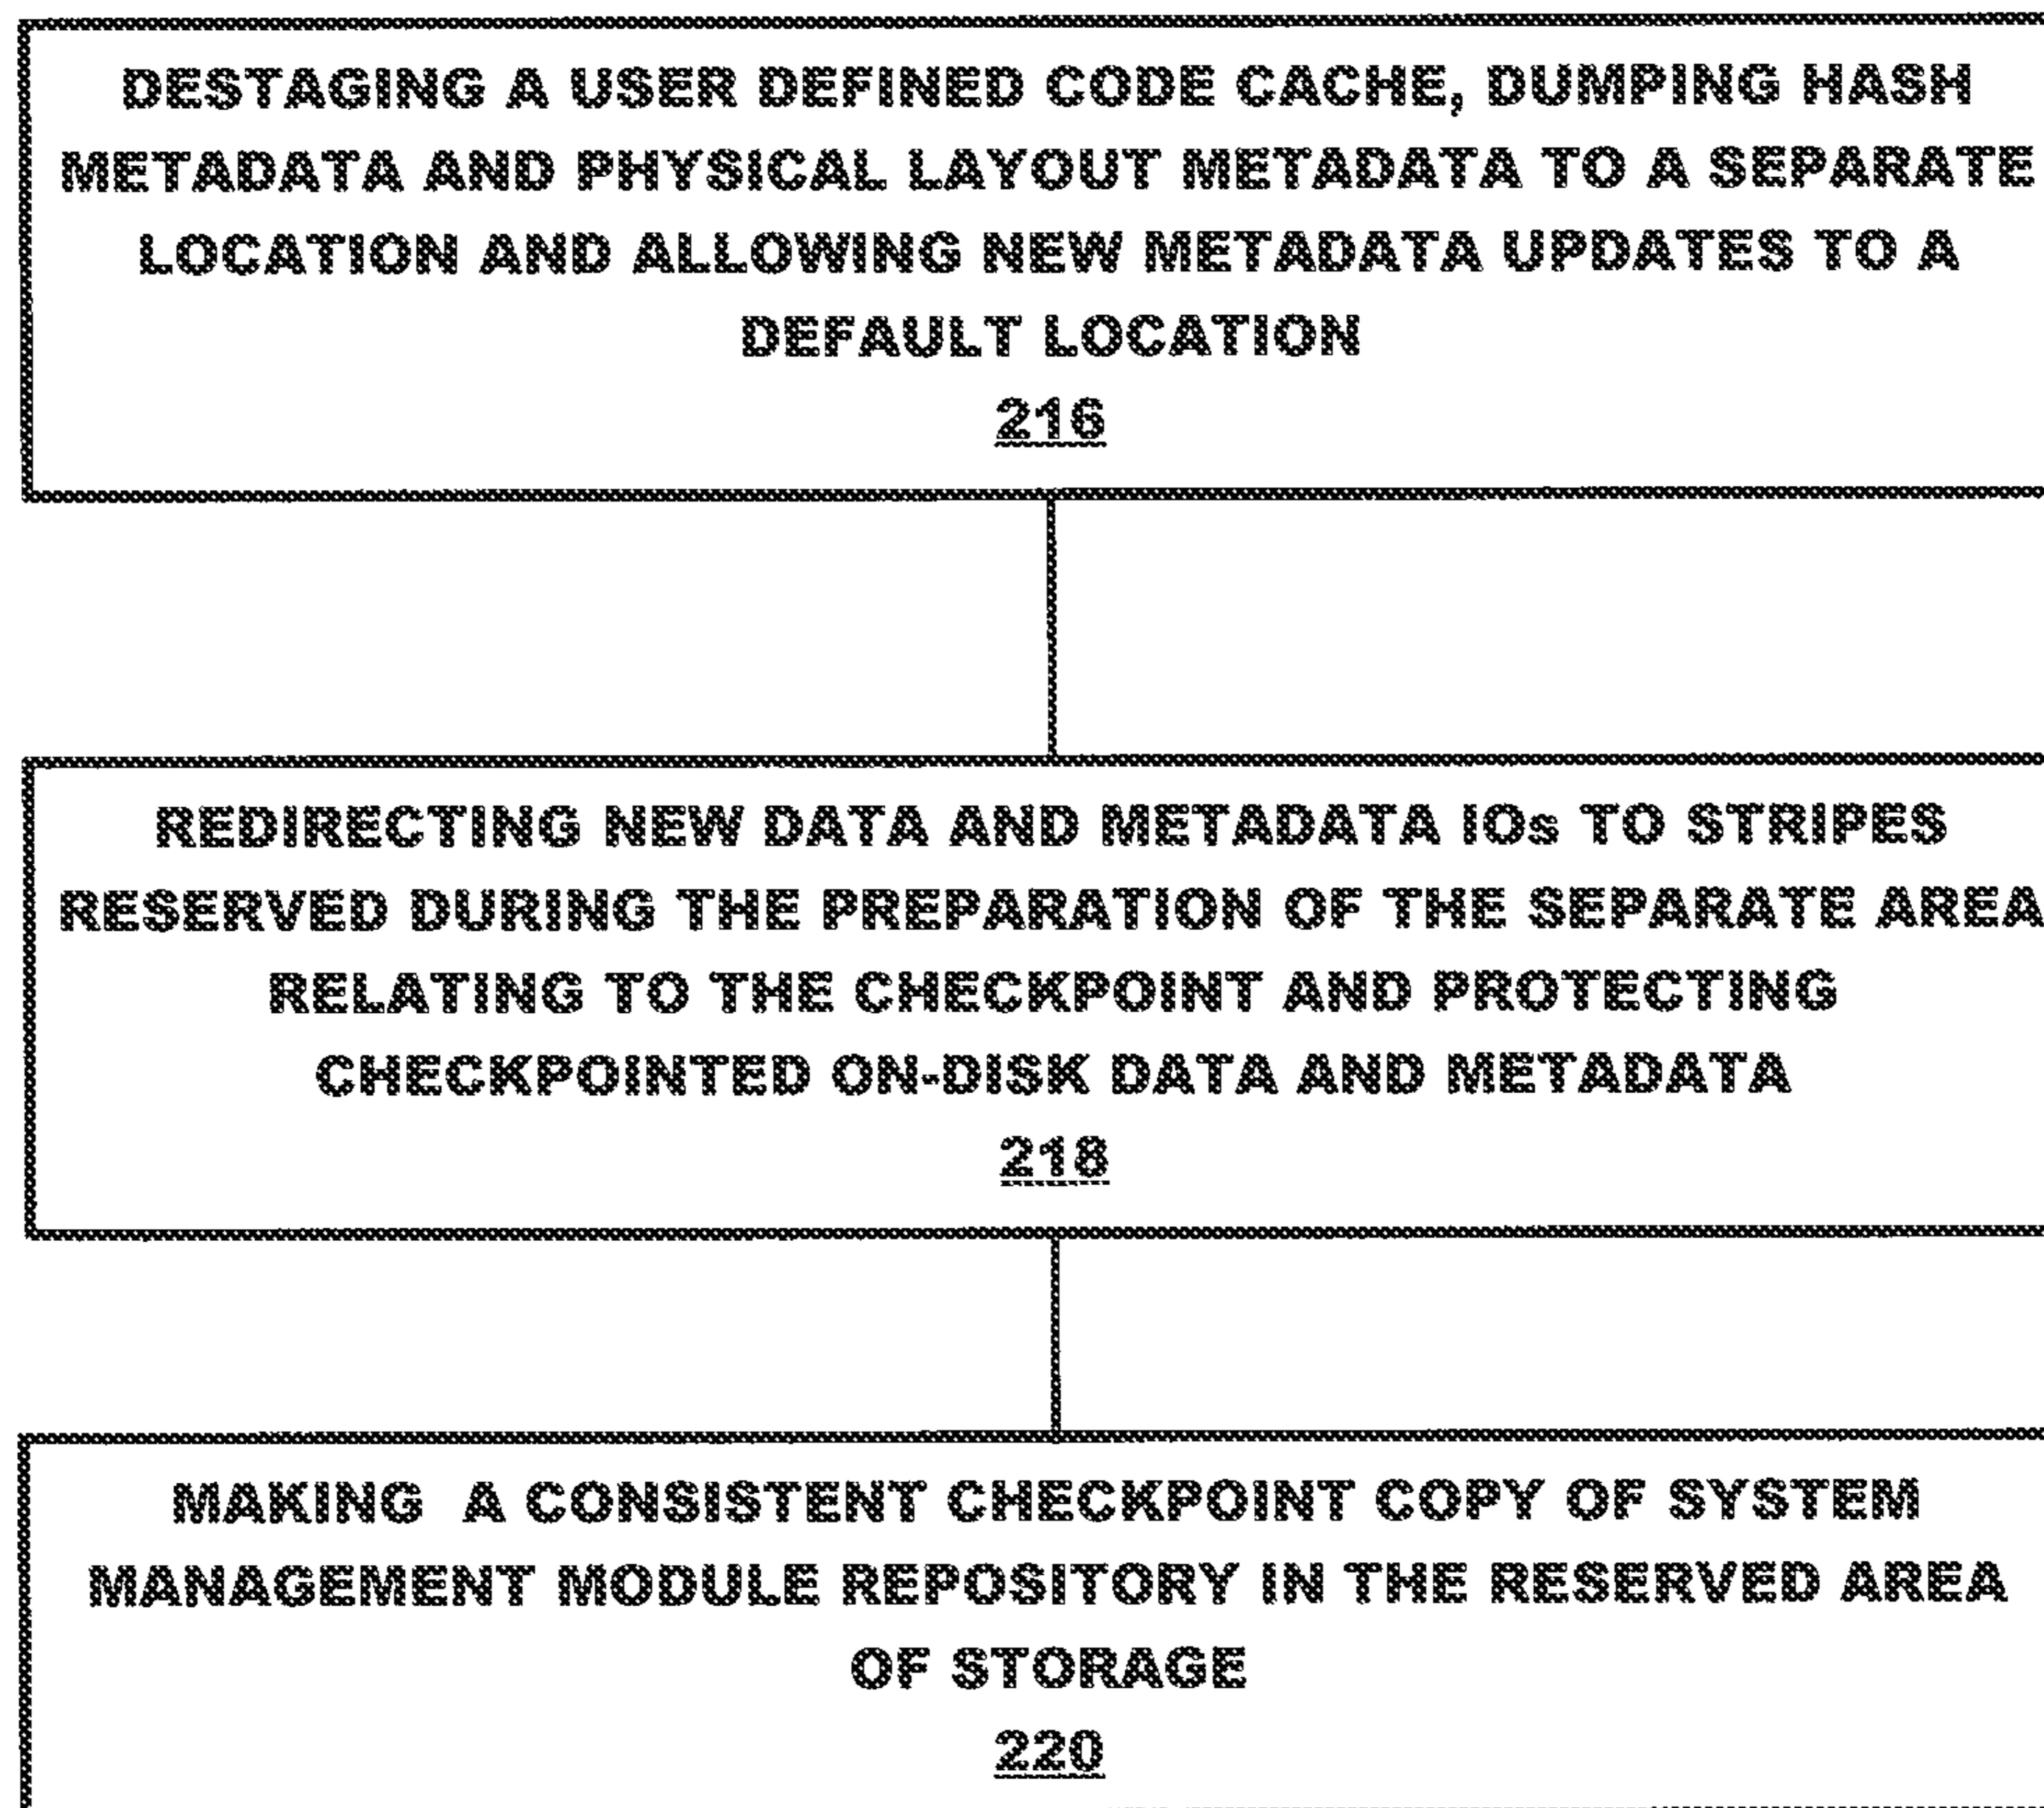 DESTAGING A USER DEFINED CODE CACHE, DUMPING HASH
METADATA AND PHYSICAL LAYOUT METADATA TO A SEPARATE
LOCATION AND ALLOWING NEW METADATA UPDATES TO A
DEFAULT LOCATION
216
REDIRECTING NEW DATA AND METADATA IOs TO STRIPES
RESERVED DURING THE PREPARATION OF THE SEPARATE AREA
RELATING TO THE CHECKPOINT AND PROTECTING
CHECKPOINTED ON-DISK DATA AND METADATA
218
MAKING A CONSISTENT CHECKPOINT COPY OF SYSTEM
MANAGEMENT MODULE REPOSITORY IN THE RESERVED AREA
OF STORAGE
220